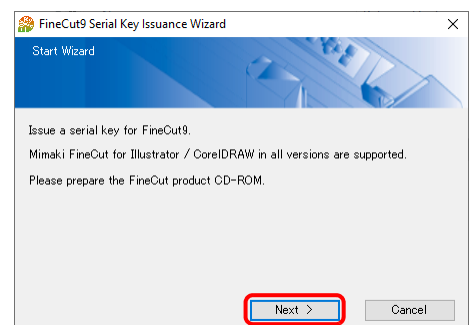 FineCut9 Serial Key Issuance Wizard
Start Wizard
Issue a serial key for FineCut9.
Mimaki FineCut for Illustrator / CorelDRAW in all versions are supported.
Please prepare the FineCut product CD-ROM.
Next >
Cancel